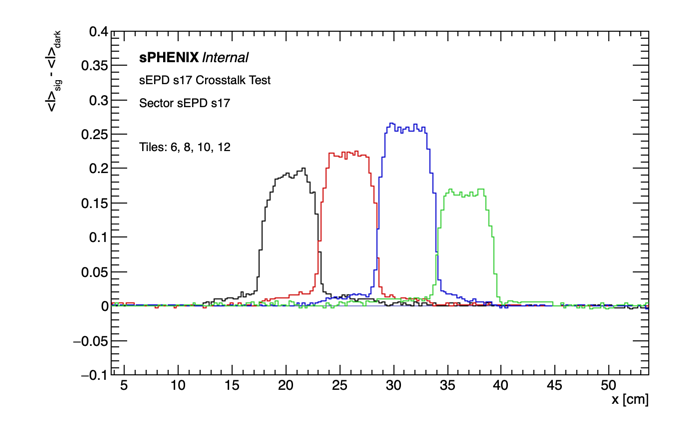 <I>sig - <I>dark
0.4
0.35
0.3
0.25
0.2
0.15
0.1
0.05
0
−0.05
−0.1
sPHENIX Internal
sEPD s17 Crosstalk Test
Sector sEPD s17
Tiles: 6, 8, 10, 12
5 10 15 20 25 30 35 40 45 50
x [cm]